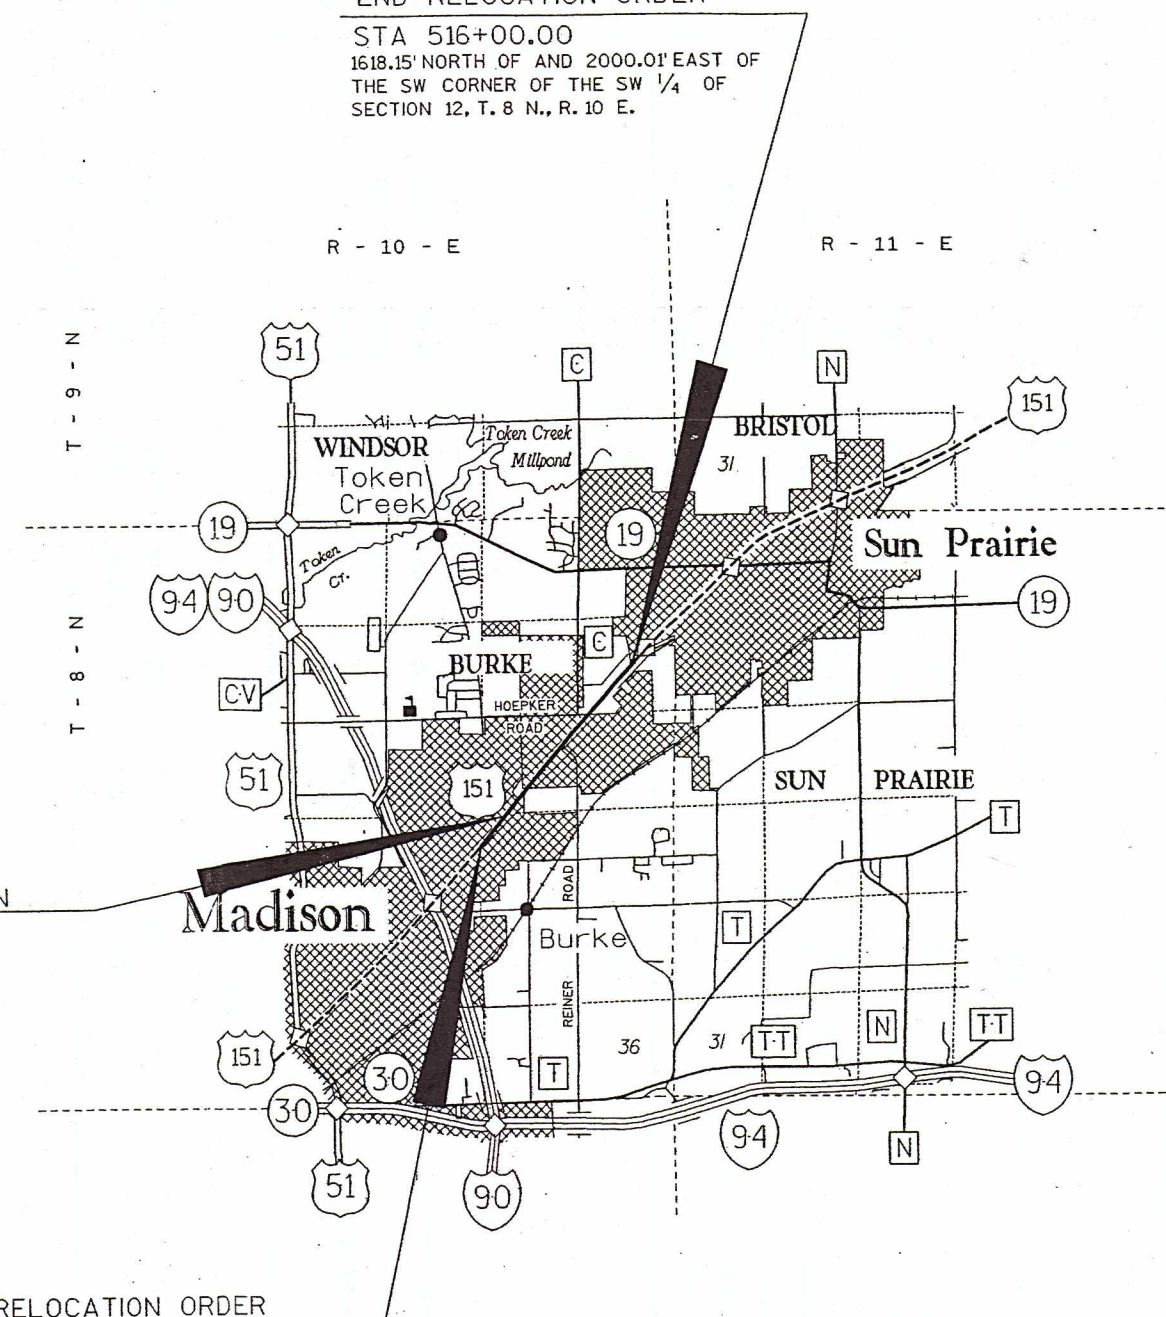 END RELOCATION ORDER
STA 516+00.00
1618.15' NORTH OF AND 2000.01' EAST OF
THE SW CORNER OF THE SW 1/4 OF
SECTION 12, T. 8 N., R. 10 E.
R - 10 - E
R - 11 - E
T - 9 - N
51
C
N
151
WINDSOR
Token Creek
Millpond
BRISTOL
31
Token
Creek
19
19
Sun Prairie
Token
Cr.
94
90
19
T - 8 - N
C
BURKE
C·V
HOEPKER
ROAD
51
151
SUN PRAIRIE
T
N
Madison
ROAD
T
Burke
REINER
36
31
T·T
N
T·T
151
30
T
94
30
94
N
51
90
RELOCATION ORDER